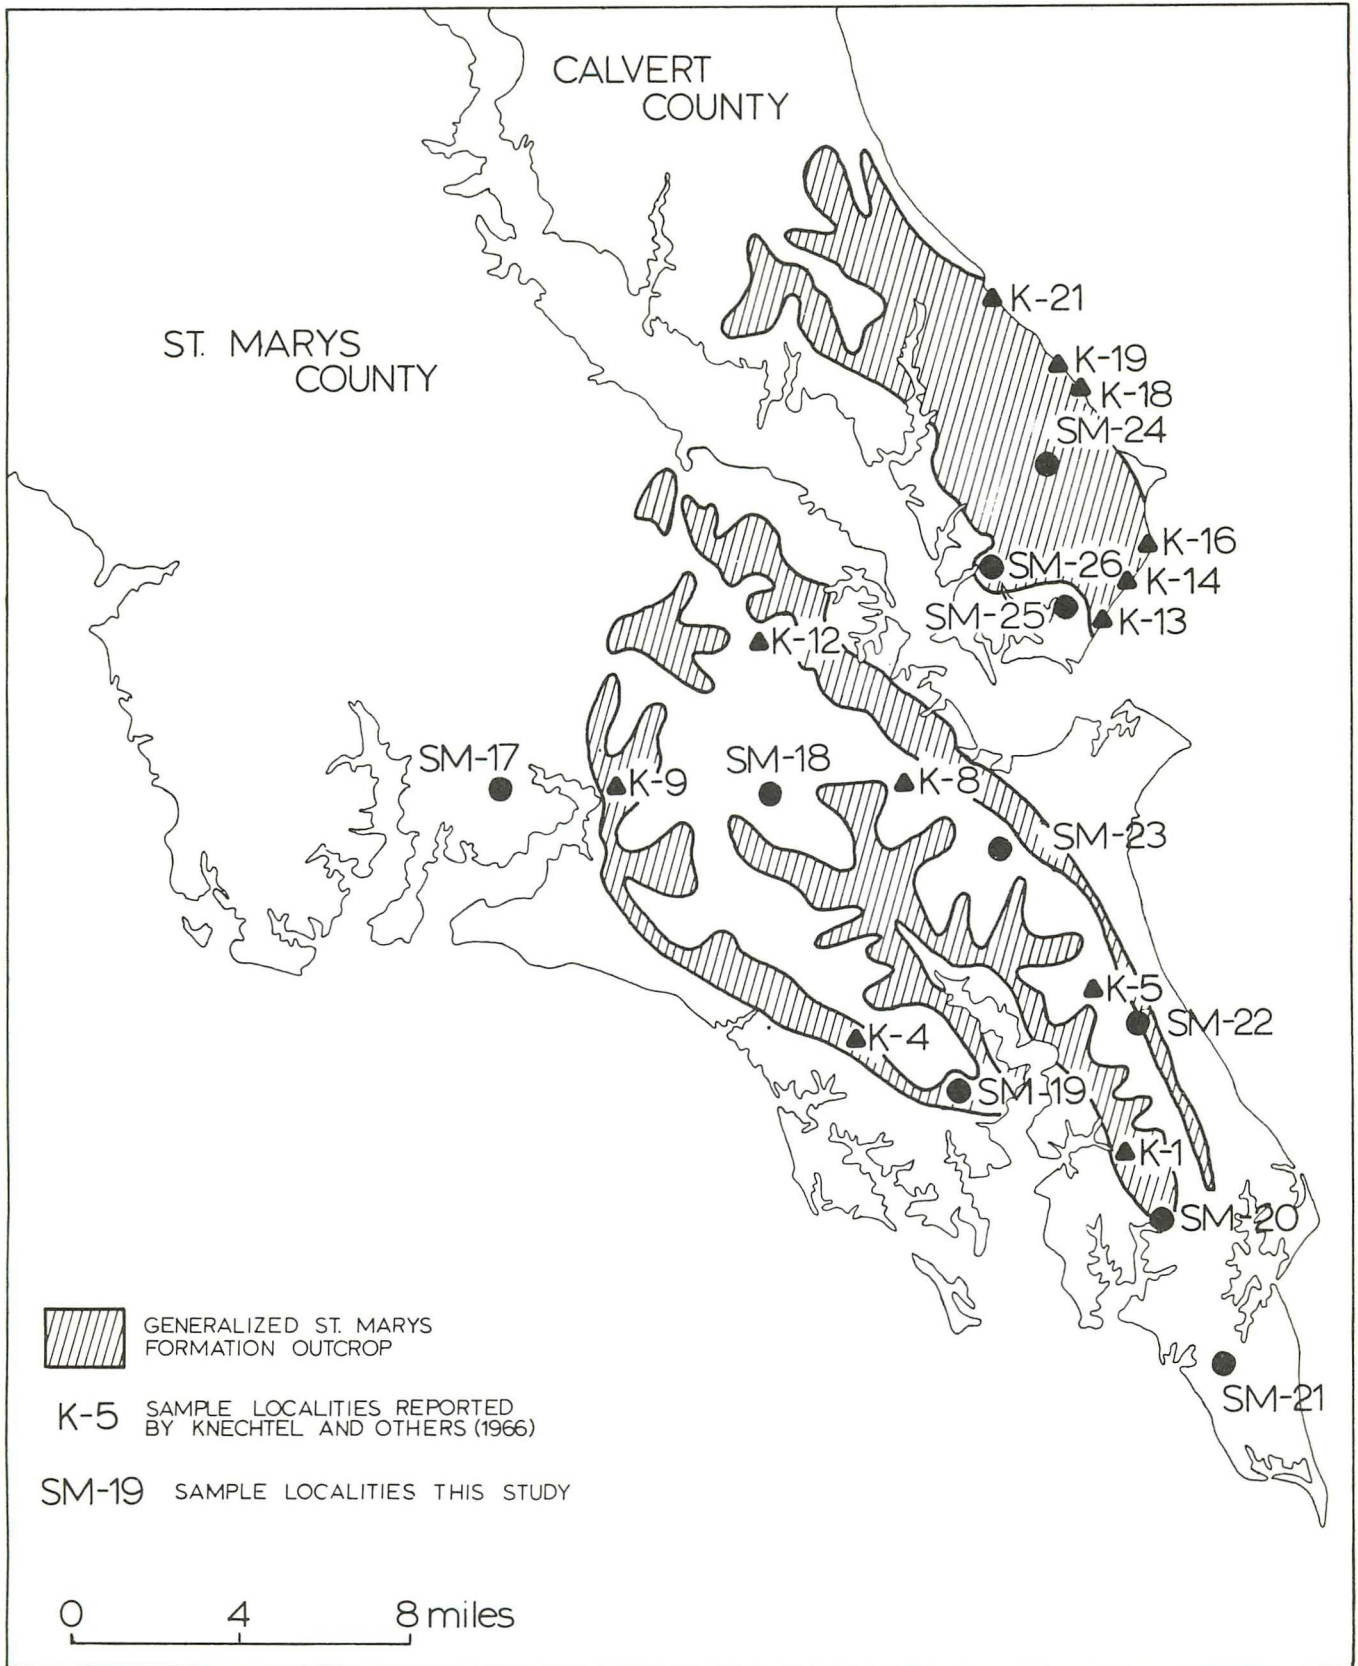 CALVERT
COUNTY
ST. MARYS
COUNTY
K-21
K-19
K-18
SM-24
K-16
SM-26
K-14
SM-25
K-13
K-12
SM-17
K-9
SM-18
K-8
SM-23
K-5
SM-22
K-4
SM-19
K-1
SM-20
SM-21
GENERALIZED ST. MARYS
FORMATION OUTCROP
K-5 SAMPLE LOCALITIES REPORTED
BY KNECHTEL AND OTHERS (1966)
SM-19 SAMPLE LOCALITIES THIS STUDY
0 4 8 miles